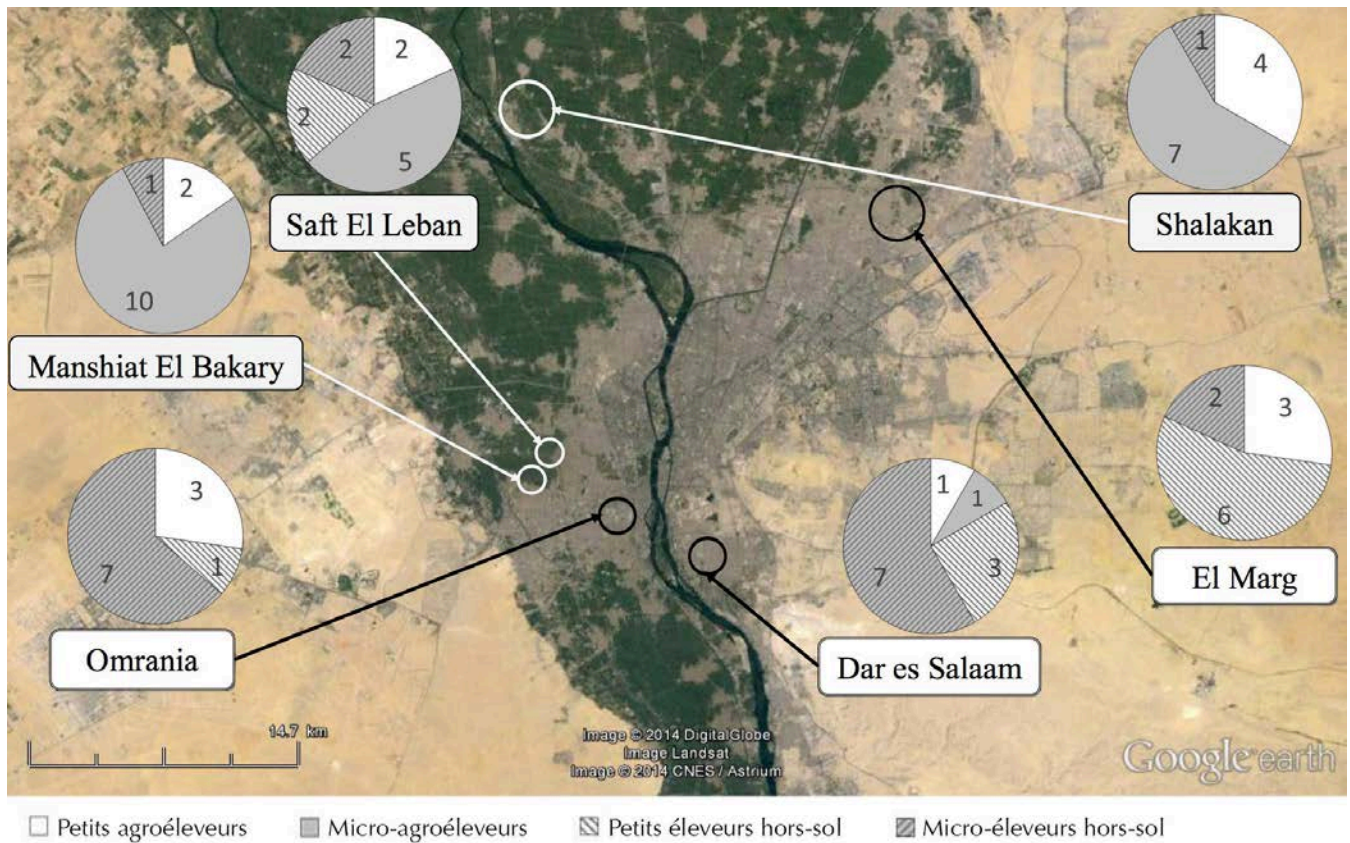 2
2
2
5
Saft El Leban
1
4
7
Shalakan
1
2
10
Manshiat El Bakary
2
3
6
El Marg
3
1
7
Omrania
1
1
3
7
Dar es Salaam
14.7 km
Image © 2014 DigitalGlobe
Image Landsat
Image © 2014 CNES / Astrium
Google earth
Petits agroéleveurs Micro-agroéleveurs Petits éleveurs hors-sol Micro-éleveurs hors-sol